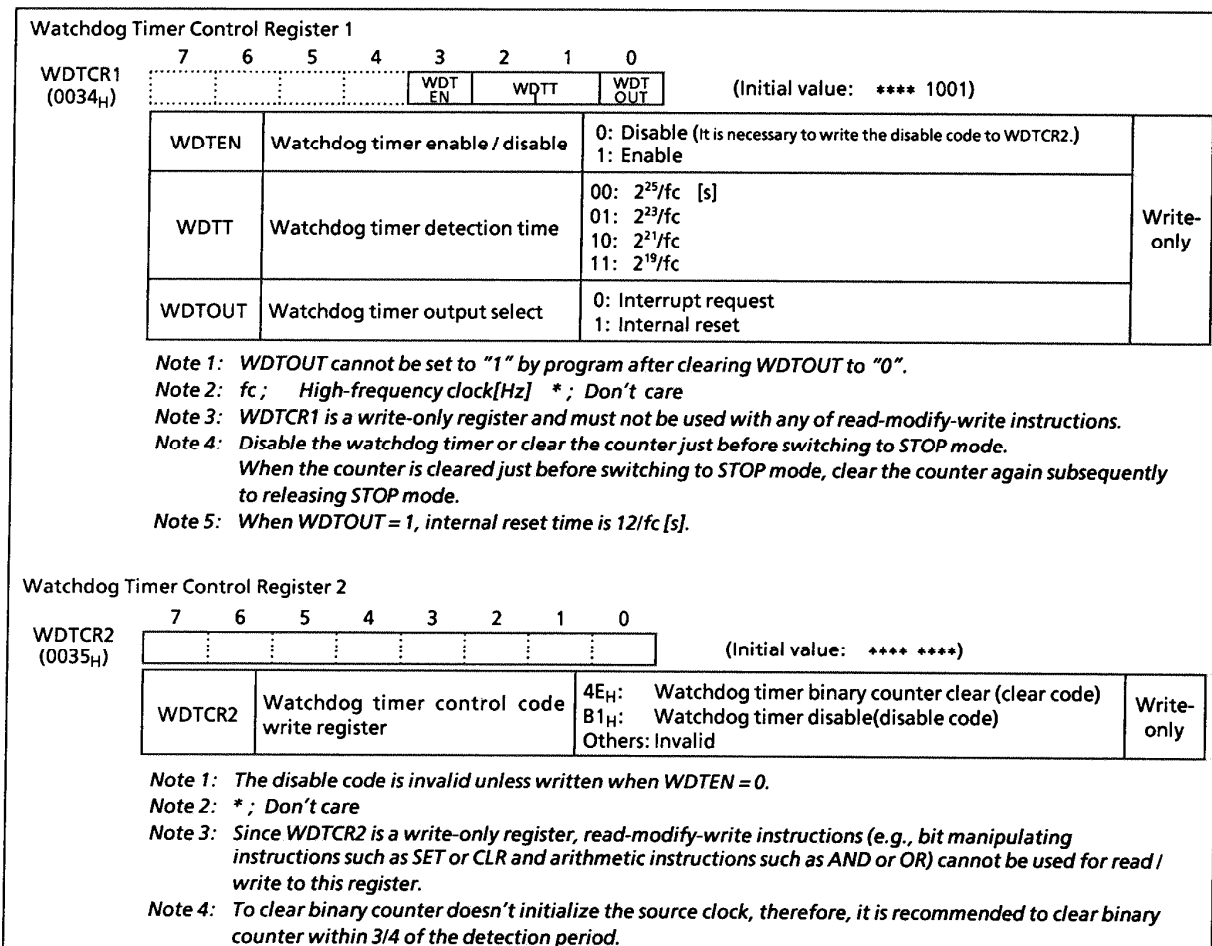 Watchdog Timer Control Register 1
7 6 5 4 3 2 1 0
WDTCR1
(0034H)
WDT EN WDTT WDT OUT
(Initial value: **** 1001)
WDTEN Watchdog timer enable / disable 0: Disable (It is necessary to write the disable code to WDTCR2.)
1: Enable
WDTT Watchdog timer detection time 00: 2^25/fc [s]
01: 2^23/fc
10: 2^21/fc
11: 2^19/fc
WDTOUT Watchdog timer output select 0: Interrupt request
1: Internal reset
Write-only
Note 1: WDTOUT cannot be set to "1" by program after clearing WDTOUT to "0".
Note 2: fc ; High-frequency clock[Hz] * ; Don't care
Note 3: WDTCR1 is a write-only register and must not be used with any of read-modify-write instructions.
Note 4: Disable the watchdog timer or clear the counter just before switching to STOP mode.
When the counter is cleared just before switching to STOP mode, clear the counter again subsequently
to releasing STOP mode.
Note 5: When WDTOUT = 1, internal reset time is 12/fc [s].
Watchdog Timer Control Register 2
7 6 5 4 3 2 1 0
WDTCR2
(0035H)
(Initial value: **** ****)
WDTCR2 Watchdog timer control code
write register
4EH: Watchdog timer binary counter clear (clear code)
B1H: Watchdog timer disable(disable code)
Others: Invalid
Write-only
Note 1: The disable code is invalid unless written when WDTEN = 0.
Note 2: * ; Don't care
Note 3: Since WDTCR2 is a write-only register, read-modify-write instructions (e.g., bit manipulating
instructions such as SET or CLR and arithmetic instructions such as AND or OR) cannot be used for read /
write to this register.
Note 4: To clear binary counter doesn't initialize the source clock, therefore, it is recommended to clear binary
counter within 3/4 of the detection period.